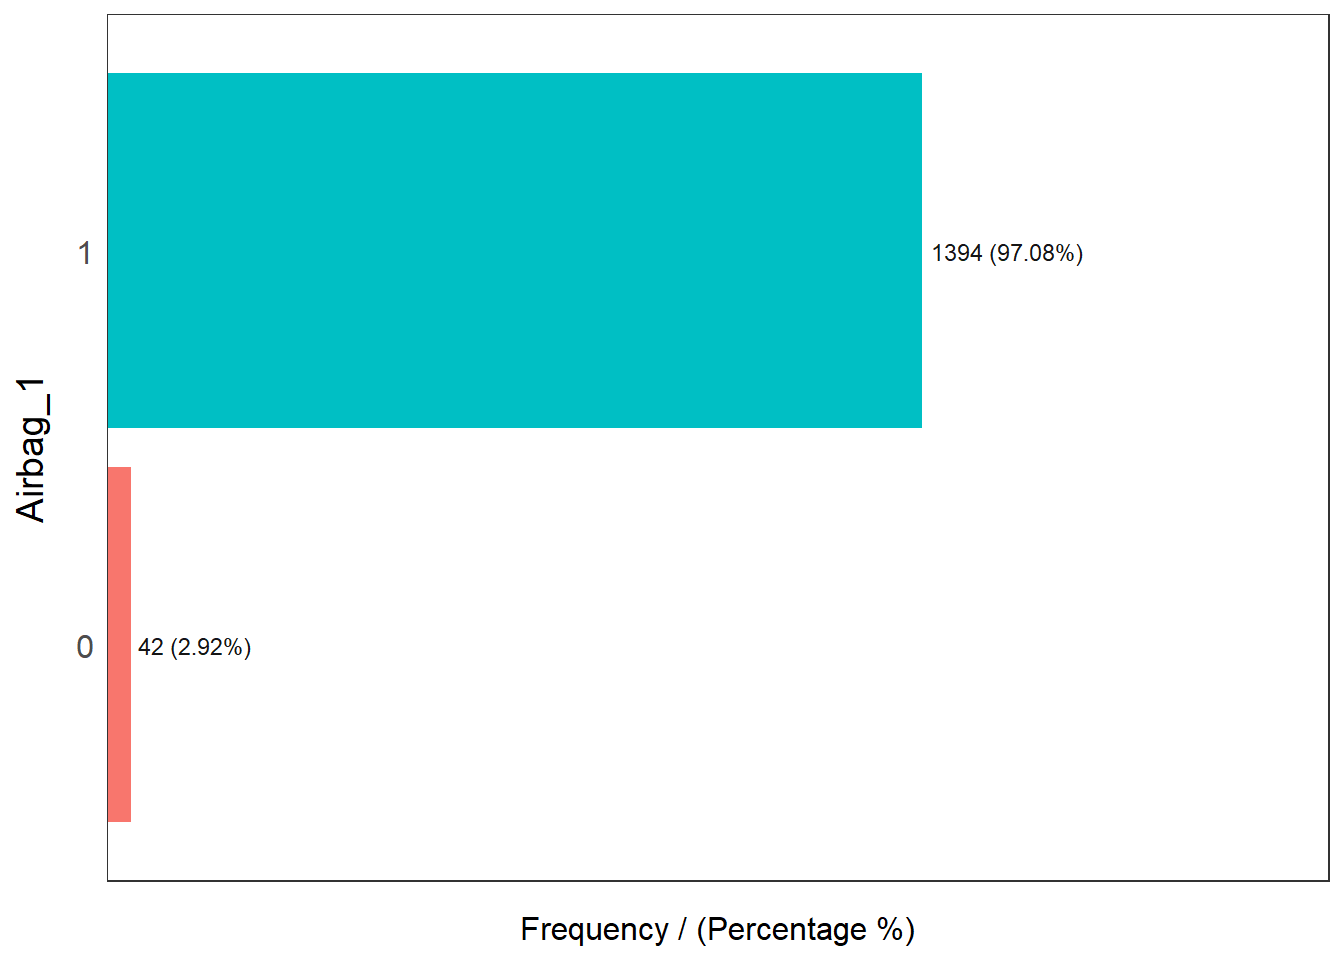 1
1394 (97.08%)
Airbag_1
0
42 (2.92%)
Frequency / (Percentage %)